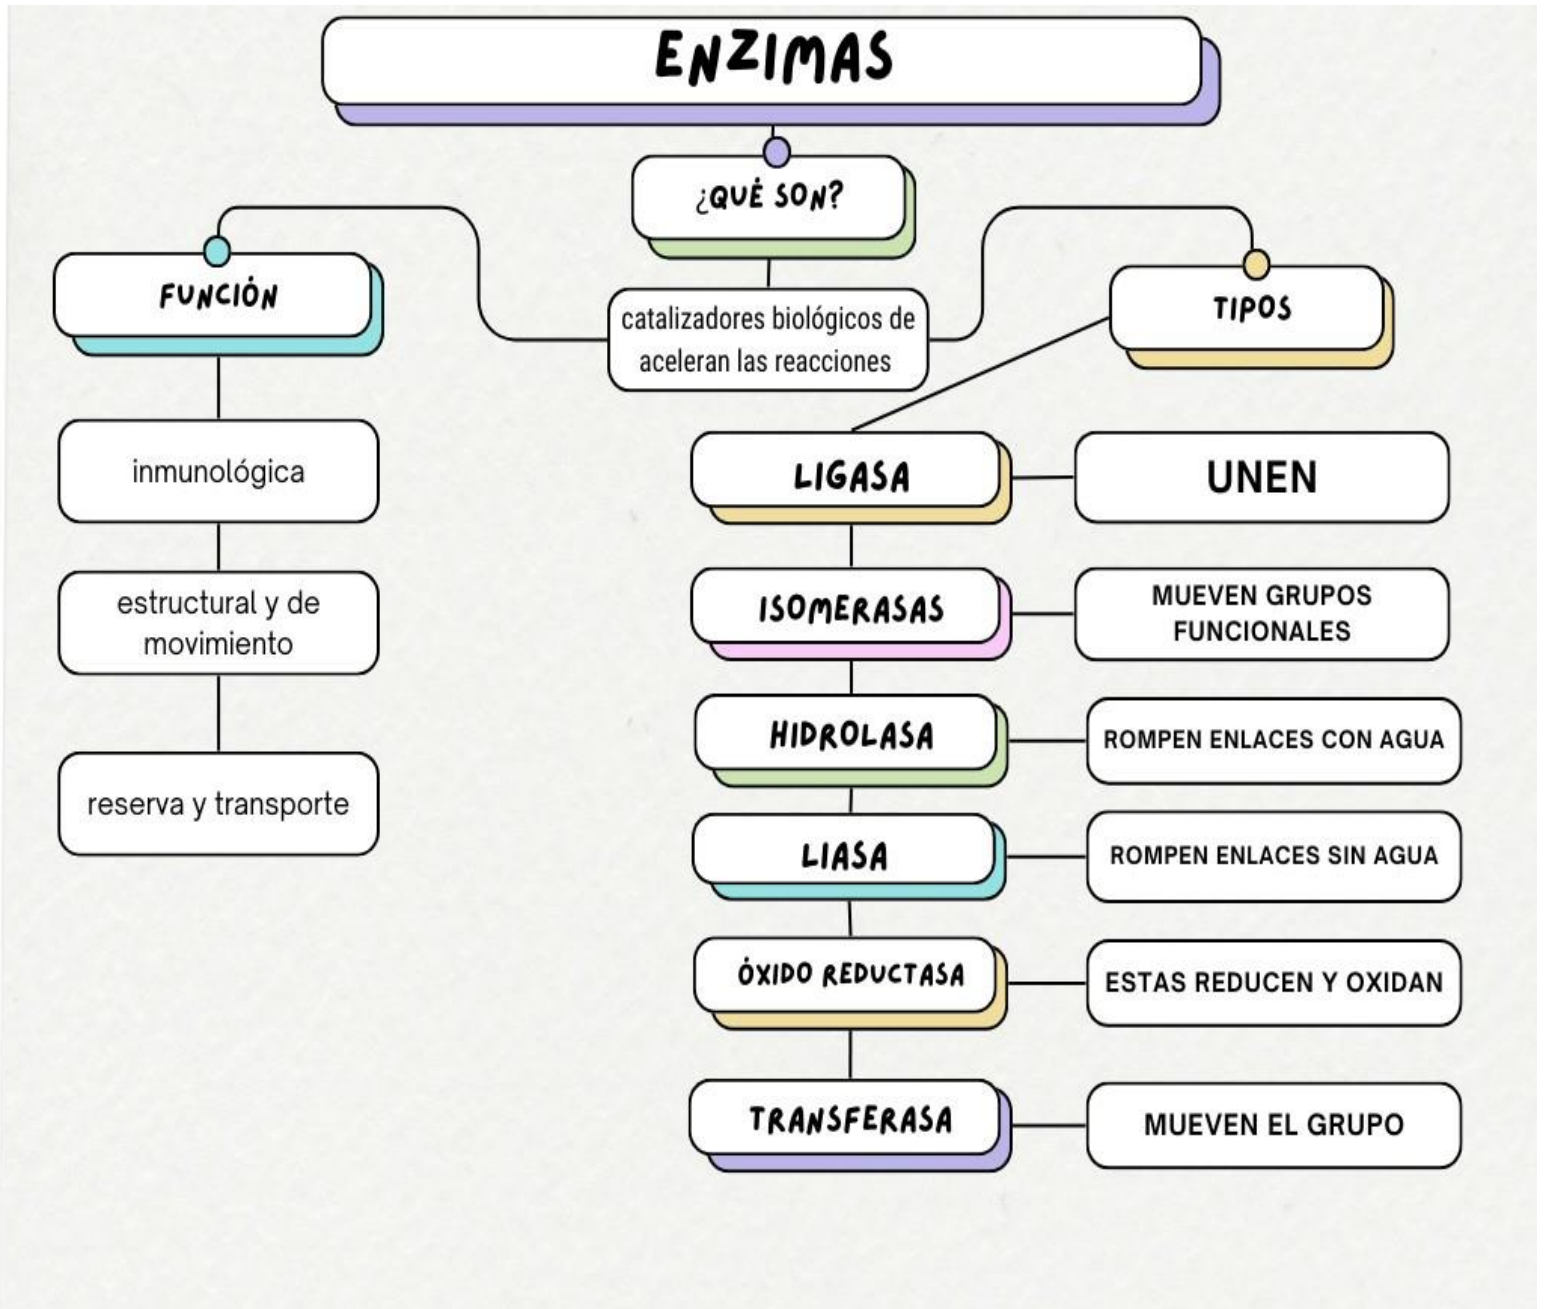 ENZIMAS
¿QUÉ SON?
catalizadores biológicos de
aceleran las reacciones
FUNCIÓN
inmunológica
estructural y de
movimiento
reserva y transporte
TIPOS
LIGASA
UNEN
ISOMERASAS
MUEVEN GRUPOS
FUNCIONALES
HIDROLASA
ROMPEN ENLACES CON AGUA
LIASA
ROMPEN ENLACES SIN AGUA
ÓXIDO REDUCTASA
ESTAS REDUCEN Y OXIDAN
TRANSFERASA
MUEVEN EL GRUPO